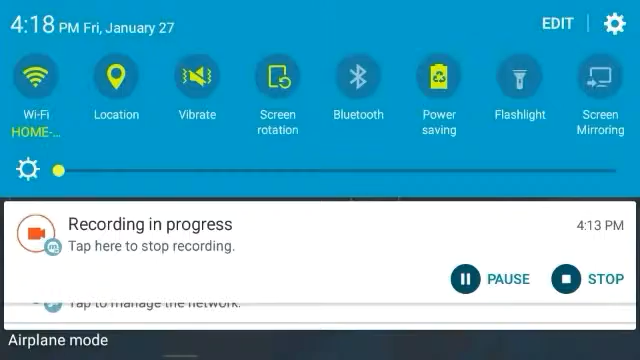 4:18 PM Fri, January 27 EDIT
Wi-Fi
HOME-...
Location
Vibrate
Screen rotation
Bluetooth
Power saving
Flashlight
Screen Mirroring
Recording in progress 4:13 PM
Tap here to stop recording.
PAUSE STOP
Tap to manage the network.
Airplane mode